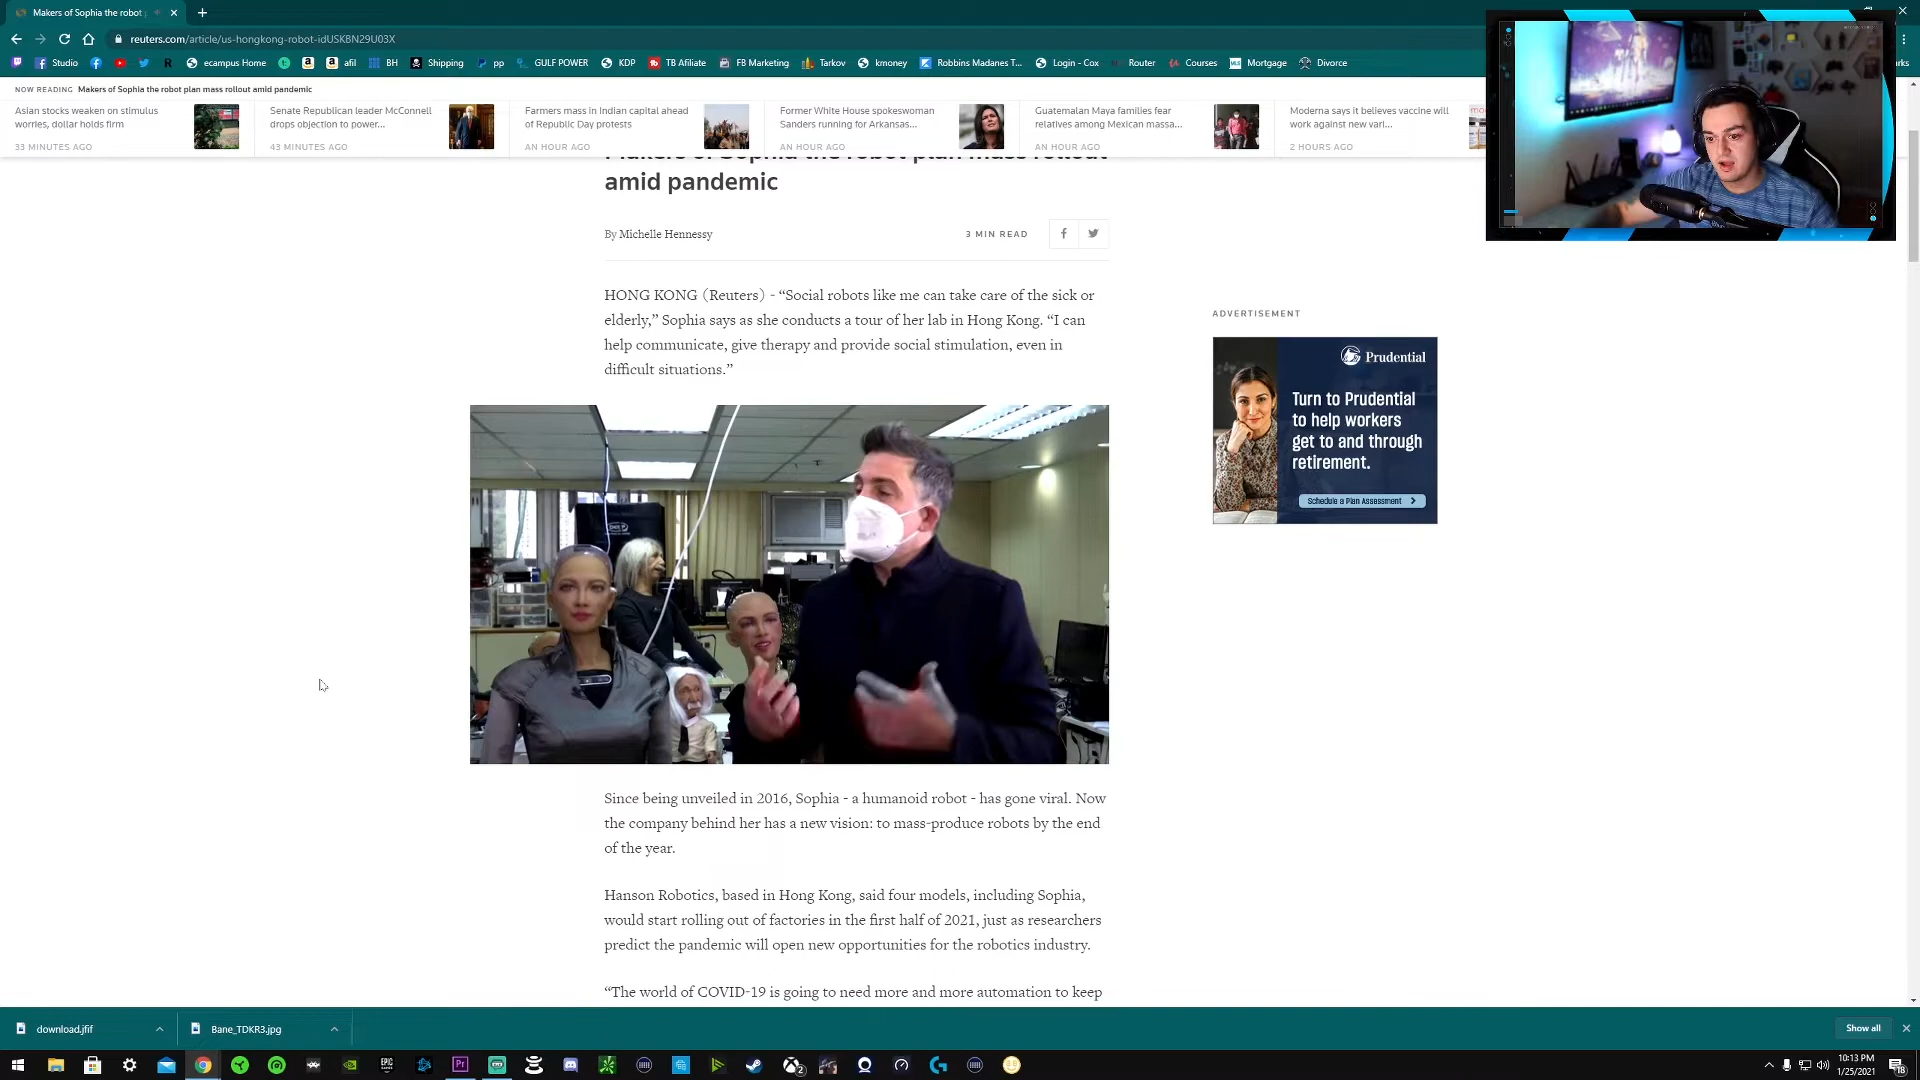 Makers of Sophia the robot
reuters.com/article/us-hongkong-robot-idUSKBN29U03X
Studio
ecampus Home
afil
BH
Shipping
pp
GULF POWER
KDP
TB Afiliate
FB Marketing
Tarkov
kmoney
Robbins Madanes T...
Login - Cox
Router
Courses
Mortgage
Divorce
NOW READING Makers of Sophia the robot plan mass rollout amid pandemic
Asian stocks weaken on stimulus
worries, dollar holds firm
33 MINUTES AGO
Senate Republican leader McConnell
drops objection to power...
43 MINUTES AGO
Farmers mass in Indian capital ahead
of Republic Day protests
AN HOUR AGO
Former White House spokeswoman
Sanders running for Arkansas...
AN HOUR AGO
Guatemalan Maya families fear
relatives among Mexican massa...
AN HOUR AGO
Moderna says it believes vaccine will
work against new vari...
2 HOURS AGO
Makers of Sophia the robot plan mass rollout
amid pandemic
By Michelle Hennessy
3 MIN READ
HONG KONG (Reuters) - “Social robots like me can take care of the sick or
elderly,” Sophia says as she conducts a tour of her lab in Hong Kong. “I can
help communicate, give therapy and provide social stimulation, even in
difficult situations.”
ADVERTISEMENT
Prudential
Turn to Prudential
to help workers
get to and through
retirement.
Schedule a Plan Assessment
Since being unveiled in 2016, Sophia - a humanoid robot - has gone viral. Now
the company behind her has a new vision: to mass-produce robots by the end
of the year.
Hanson Robotics, based in Hong Kong, said four models, including Sophia,
would start rolling out of factories in the first half of 2021, just as researchers
predict the pandemic will open new opportunities for the robotics industry.
“The world of COVID-19 is going to need more and more automation to keep
download.jfif
Bane_TDKR3.jpg
Show all
10:13 PM
1/25/2021
18